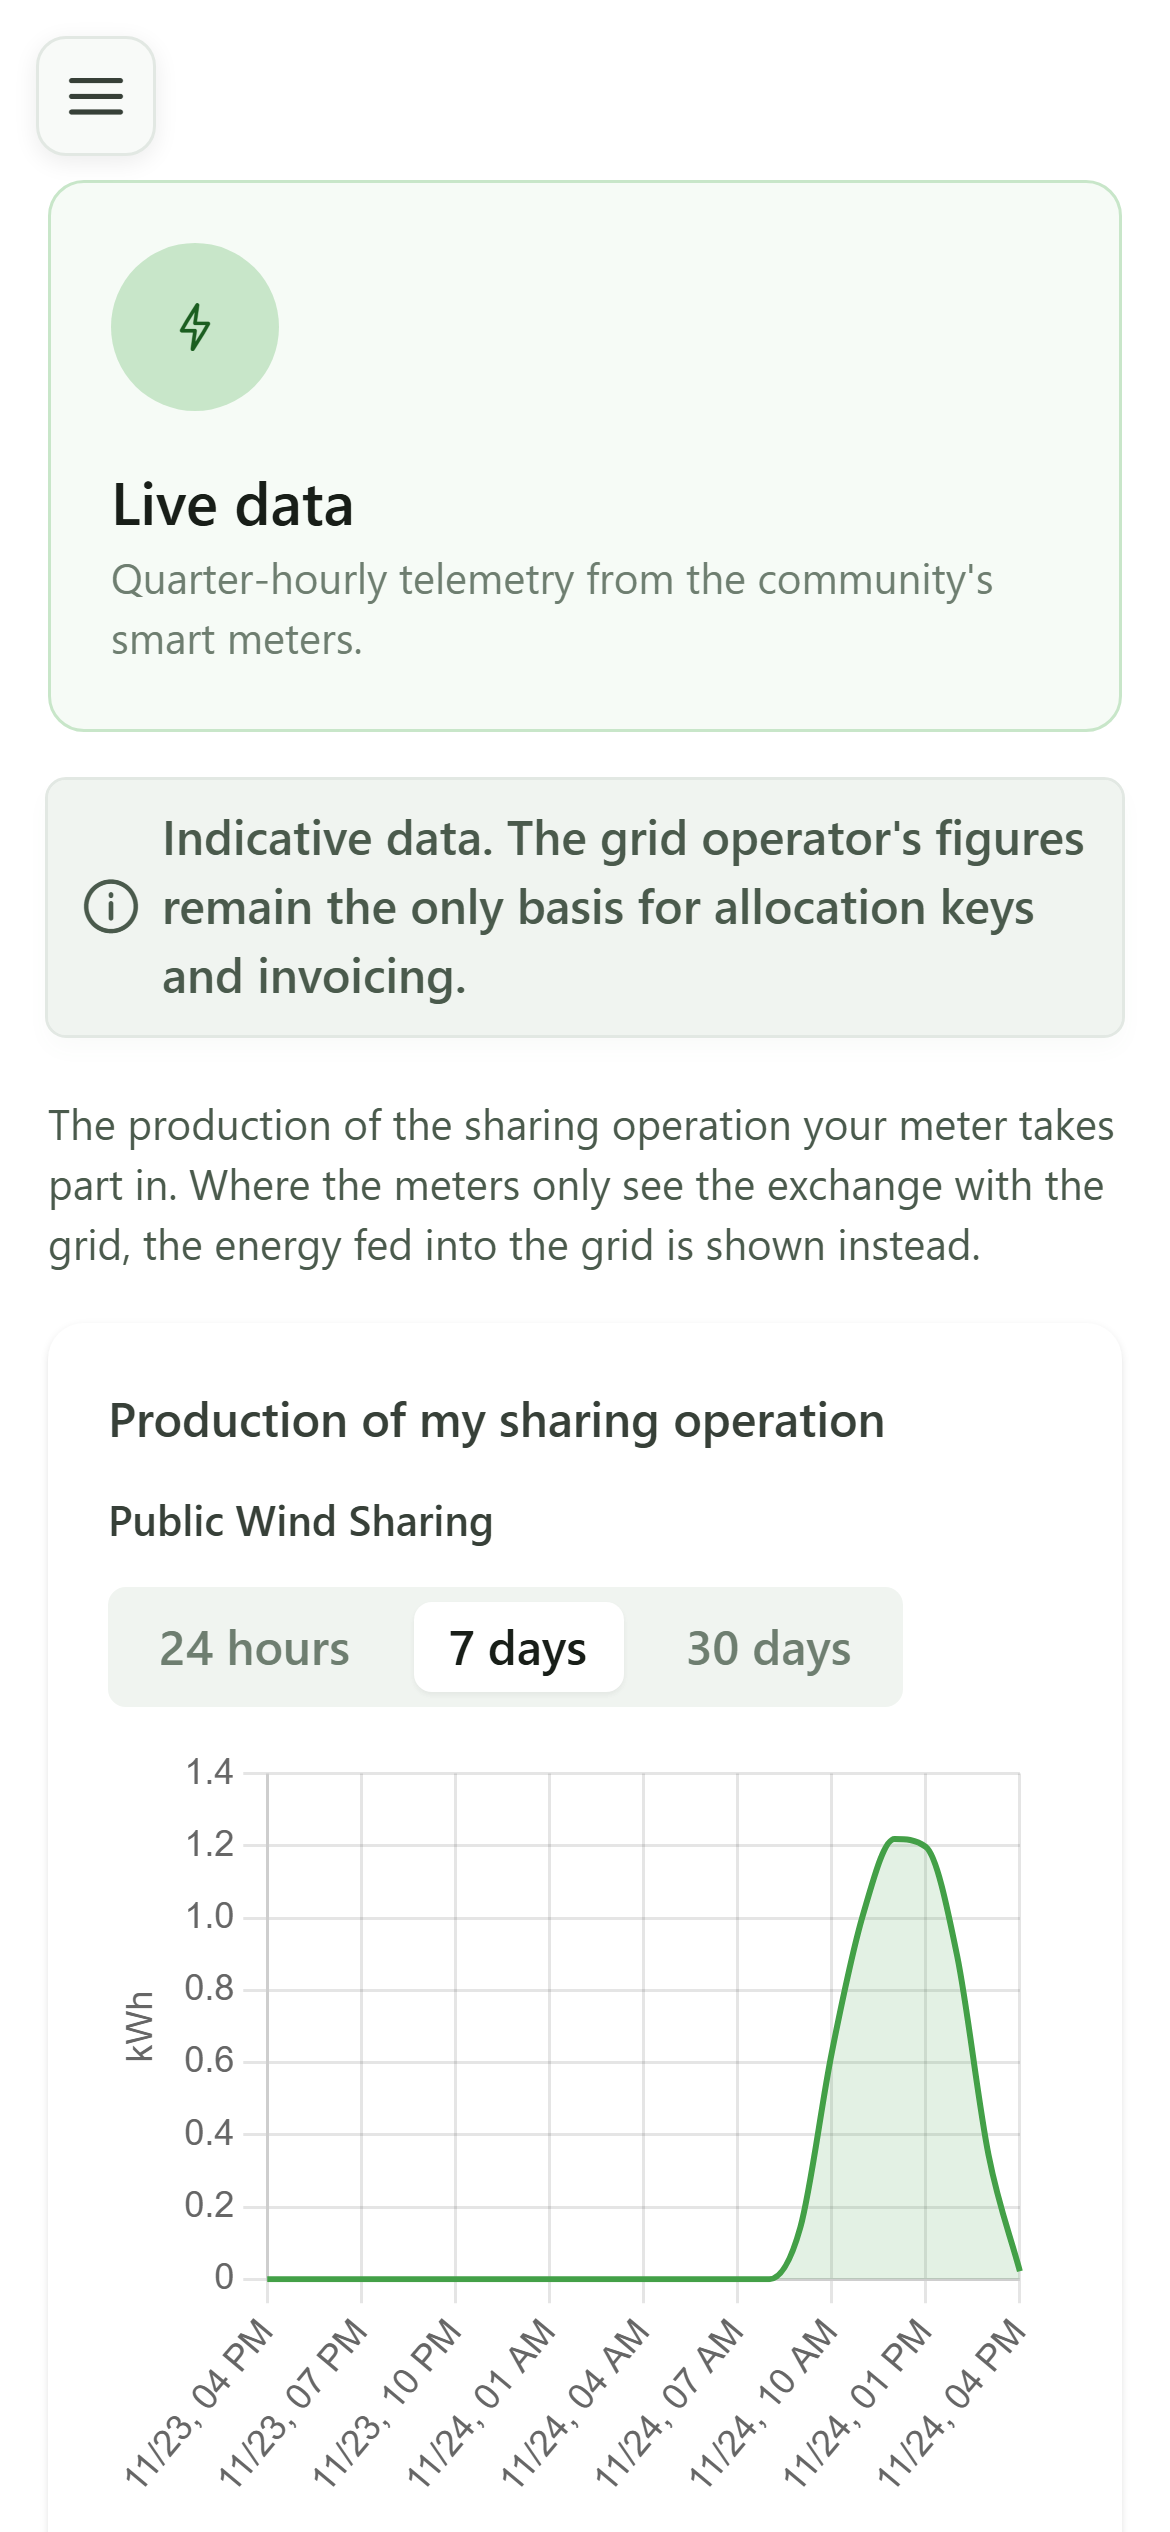 Live data
Quarter-hourly telemetry from the community's
smart meters.
Indicative data. The grid operator's figures
remain the only basis for allocation keys
and invoicing.
The production of the sharing operation your meter takes
part in. Where the meters only see the exchange with the
grid, the energy fed into the grid is shown instead.
Production of my sharing operation
Public Wind Sharing
24 hours 7 days 30 days
1.4
1.2
1.0
0.8
0.6
0.4
0.2
0
kWh
11/23, 04 PM
11/23, 07 PM
11/23, 10 PM
11/24, 01 AM
11/24, 04 AM
11/24, 07 AM
11/24, 10 AM
11/24, 01 PM
11/24, 04 PM